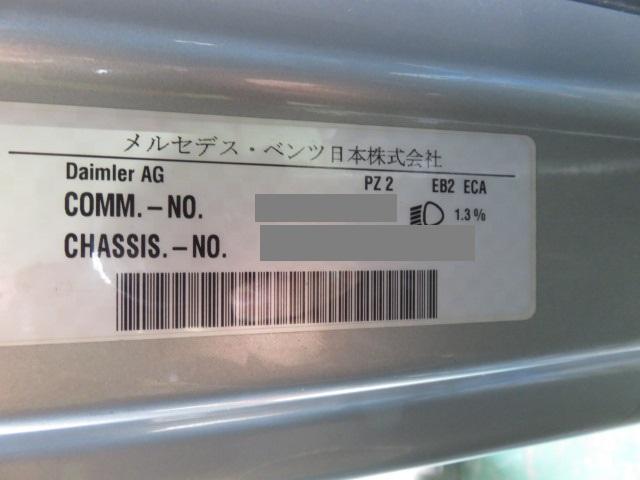 メルセデス・ベンツ日本株式会社
Daimler AG PZ 2 EB2 ECA
COMM.–NO. 1.3 %
CHASSIS.–NO.